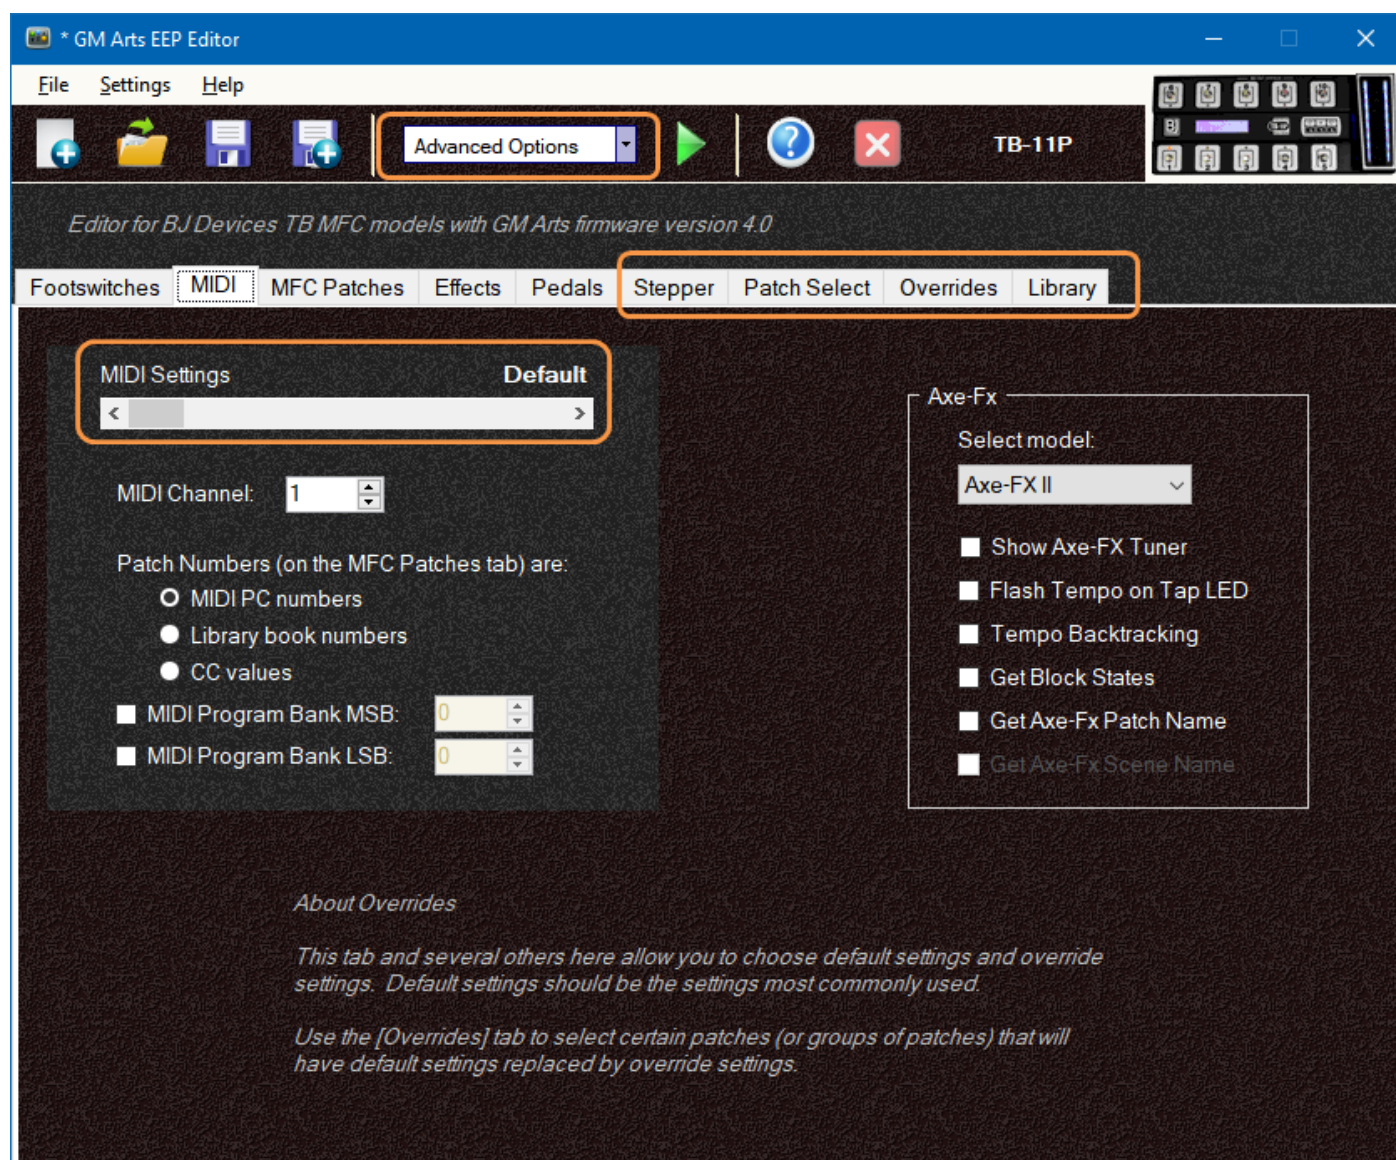 * GM Arts EEP Editor
File Settings Help
Advanced Options
TB-11P
BJ
Editor for BJ Devices TB MFC models with GM Arts firmware version 4.0
Footswitches MIDI MFC Patches Effects Pedals Stepper Patch Select Overrides Library
MIDI Settings Default
MIDI Channel: 1
Patch Numbers (on the MFC Patches tab) are:
MIDI PC numbers
Library book numbers
CC values
MIDI Program Bank MSB: 0
MIDI Program Bank LSB: 0
Axe-Fx
Select model:
Axe-FX II
Show Axe-FX Tuner
Flash Tempo on Tap LED
Tempo Backtracking
Get Block States
Get Axe-Fx Patch Name
Get Axe-Fx Scene Name
About Overrides
This tab and several others here allow you to choose default settings and override
settings. Default settings should be the settings most commonly used.
Use the [Overrides] tab to select certain patches (or groups of patches) that will
have default settings replaced by override settings.